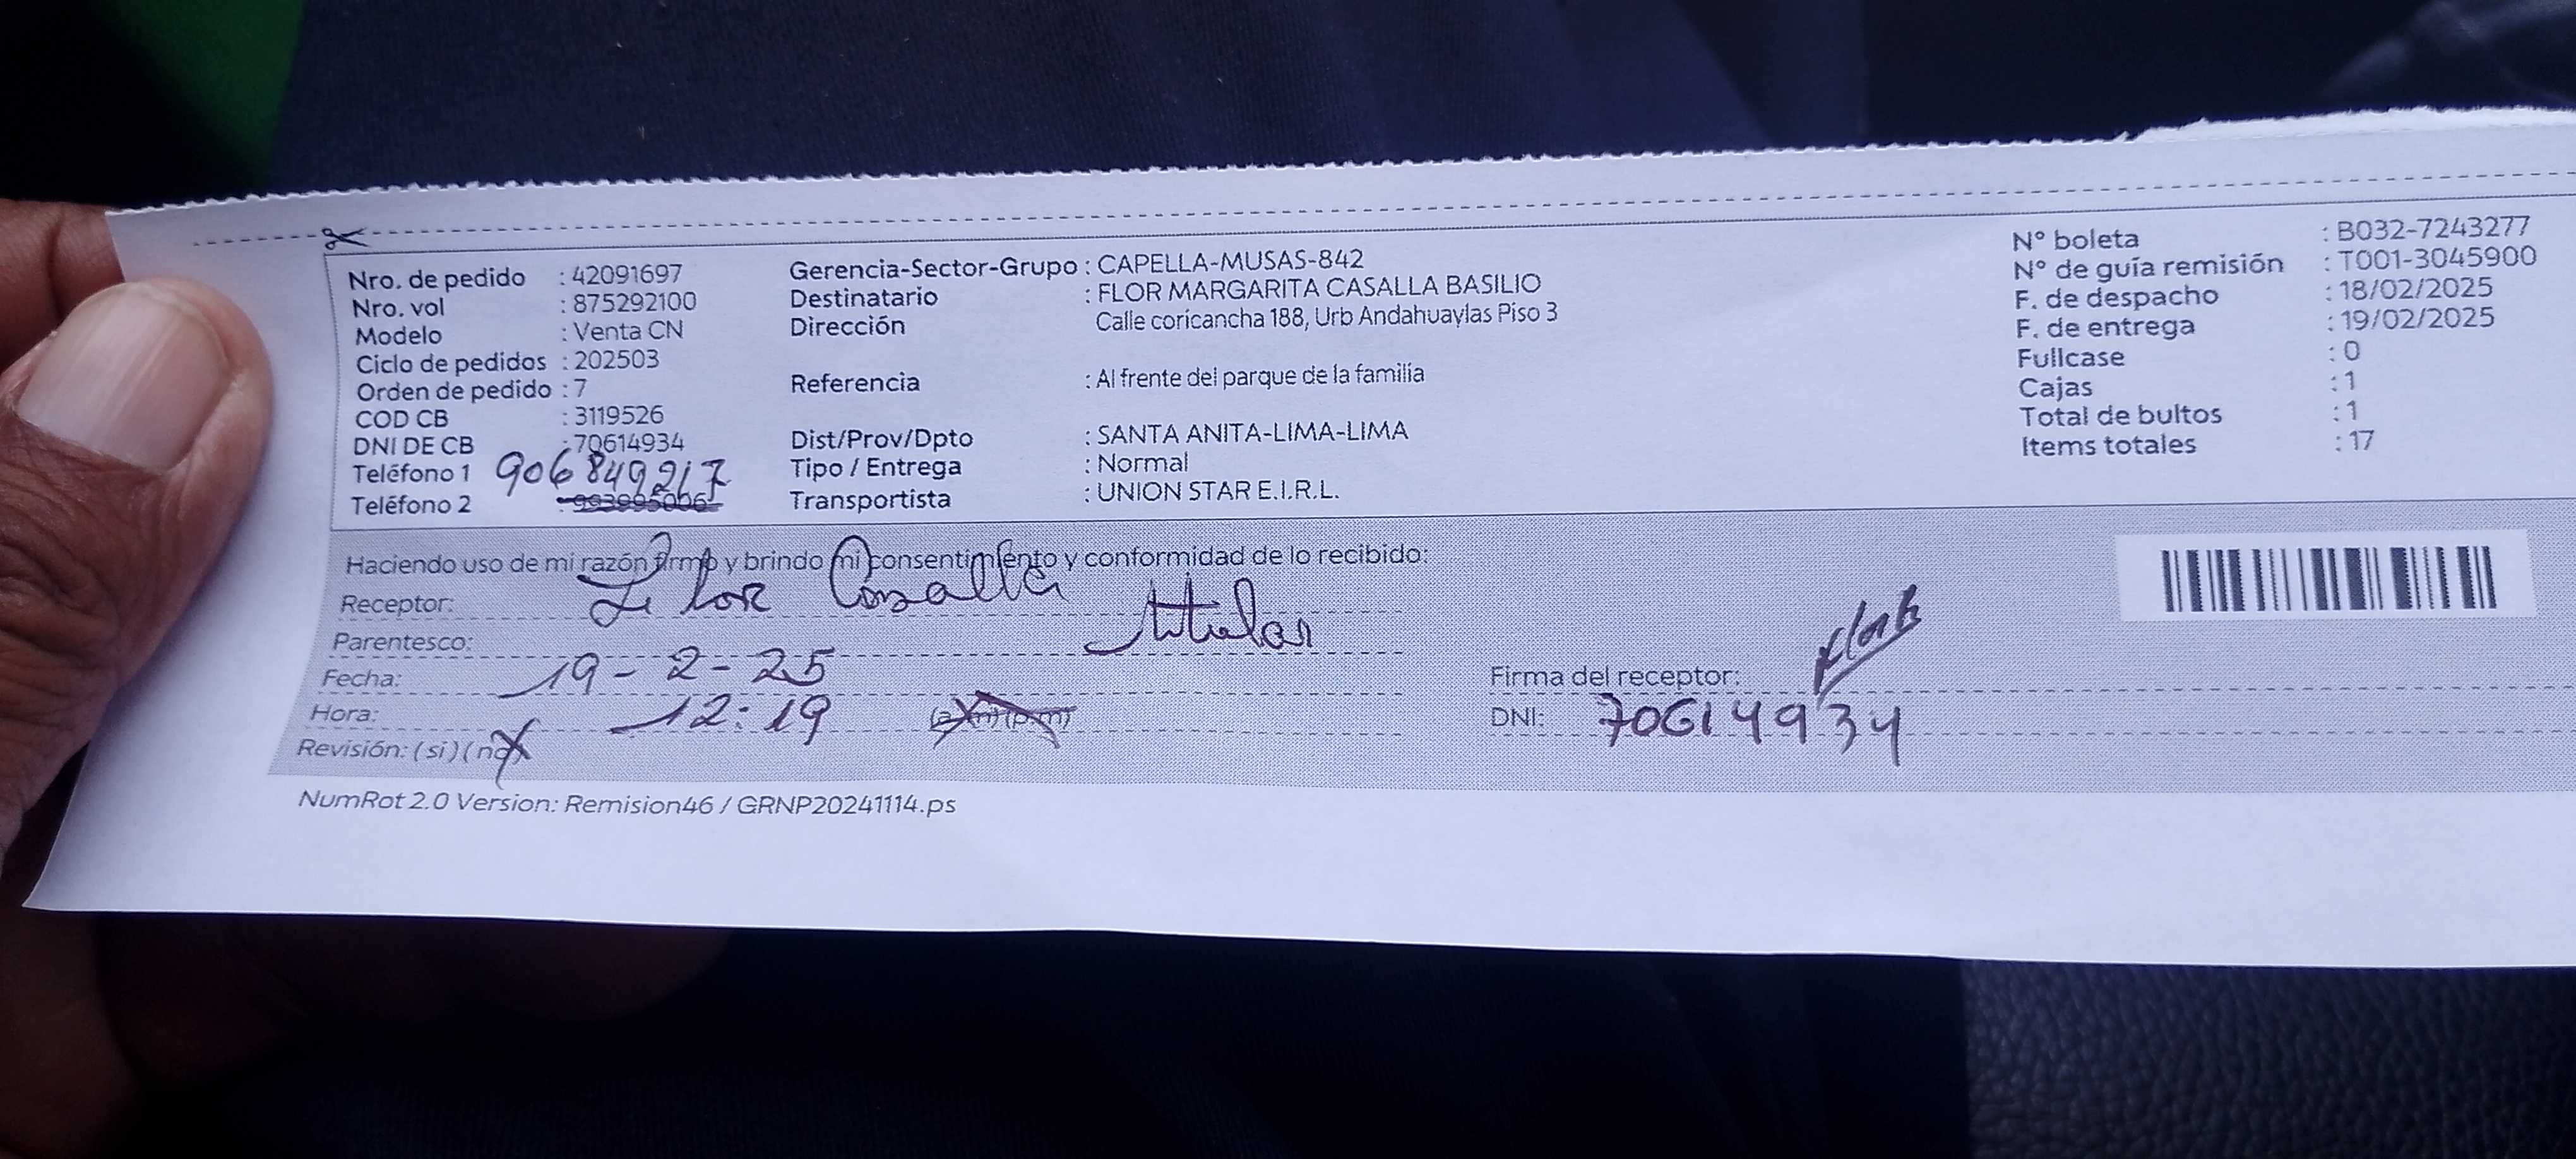 Nro. de pedido : 42091697
Nro. vol : 875292100
Modelo : Venta CN
Ciclo de pedidos : 202503
Orden de pedido : 7
COD CB : 3119526
DNI DE CB : 70614934
Teléfono 1 906849217
Teléfono 2 :
Gerencia-Sector-Grupo : CAPELLA-MUSAS-842
Destinatario : FLOR MARGARITA CASALLA BASILIO
Dirección Calle coricancha 188, Urb Andahuaylas Piso 3
Referencia : Al frente del parque de la familia
Dist/Prov/Dpto : SANTA ANITA-LIMA-LIMA
Tipo / Entrega : Normal
Transportista : UNION STAR E.I.R.L.
N° boleta : B032-7243277
N° de guía remisión : T001-3045900
F. de despacho : 18/02/2025
F. de entrega : 19/02/2025
Fullcase : 0
Cajas : 1
Total de bultos : 1
Items totales : 17
Haciendo uso de mi razón firmo y brindo mi consentimiento y conformidad de lo recibido:
Receptor: Flor Casalla
Parentesco: titular
Fecha: 19-2-25
Hora: 12:19 (a.m) (p.m)
Revisión: (si) (no)
Firma del receptor:
DNI: 70614934
NumRot 2.0 Version: Remision46 / GRNP20241114.ps